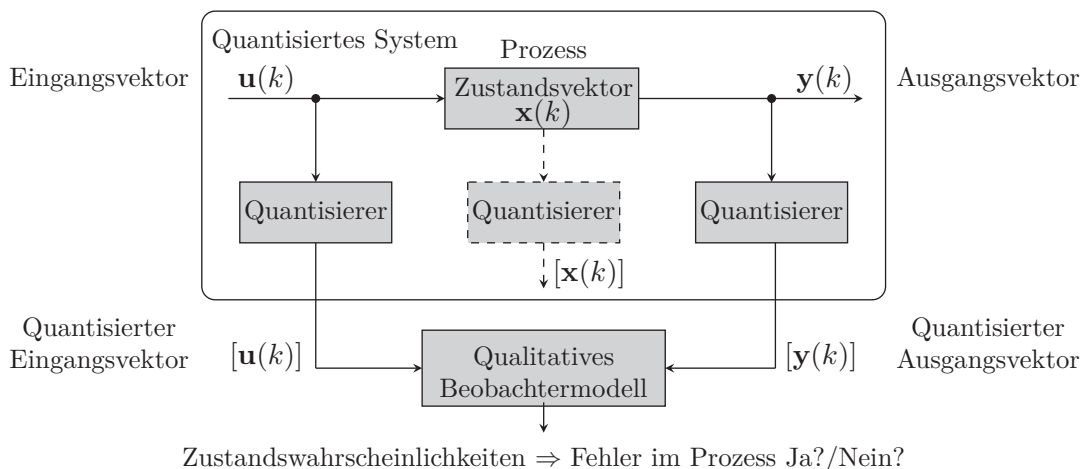 Quantisiertes System
Prozess
Eingangsvektor
u(k)
Zustandsvektor
x(k)
y(k)
Ausgangsvektor
Quantisierer
Quantisierer
Quantisierer
[x(k)]
Quantisierter
Eingangsvektor
[u(k)]
Qualitatives
Beobachtermodell
[y(k)]
Quantisierter
Ausgangsvektor
Zustandswahrscheinlichkeiten ⇒ Fehler im Prozess Ja?/Nein?